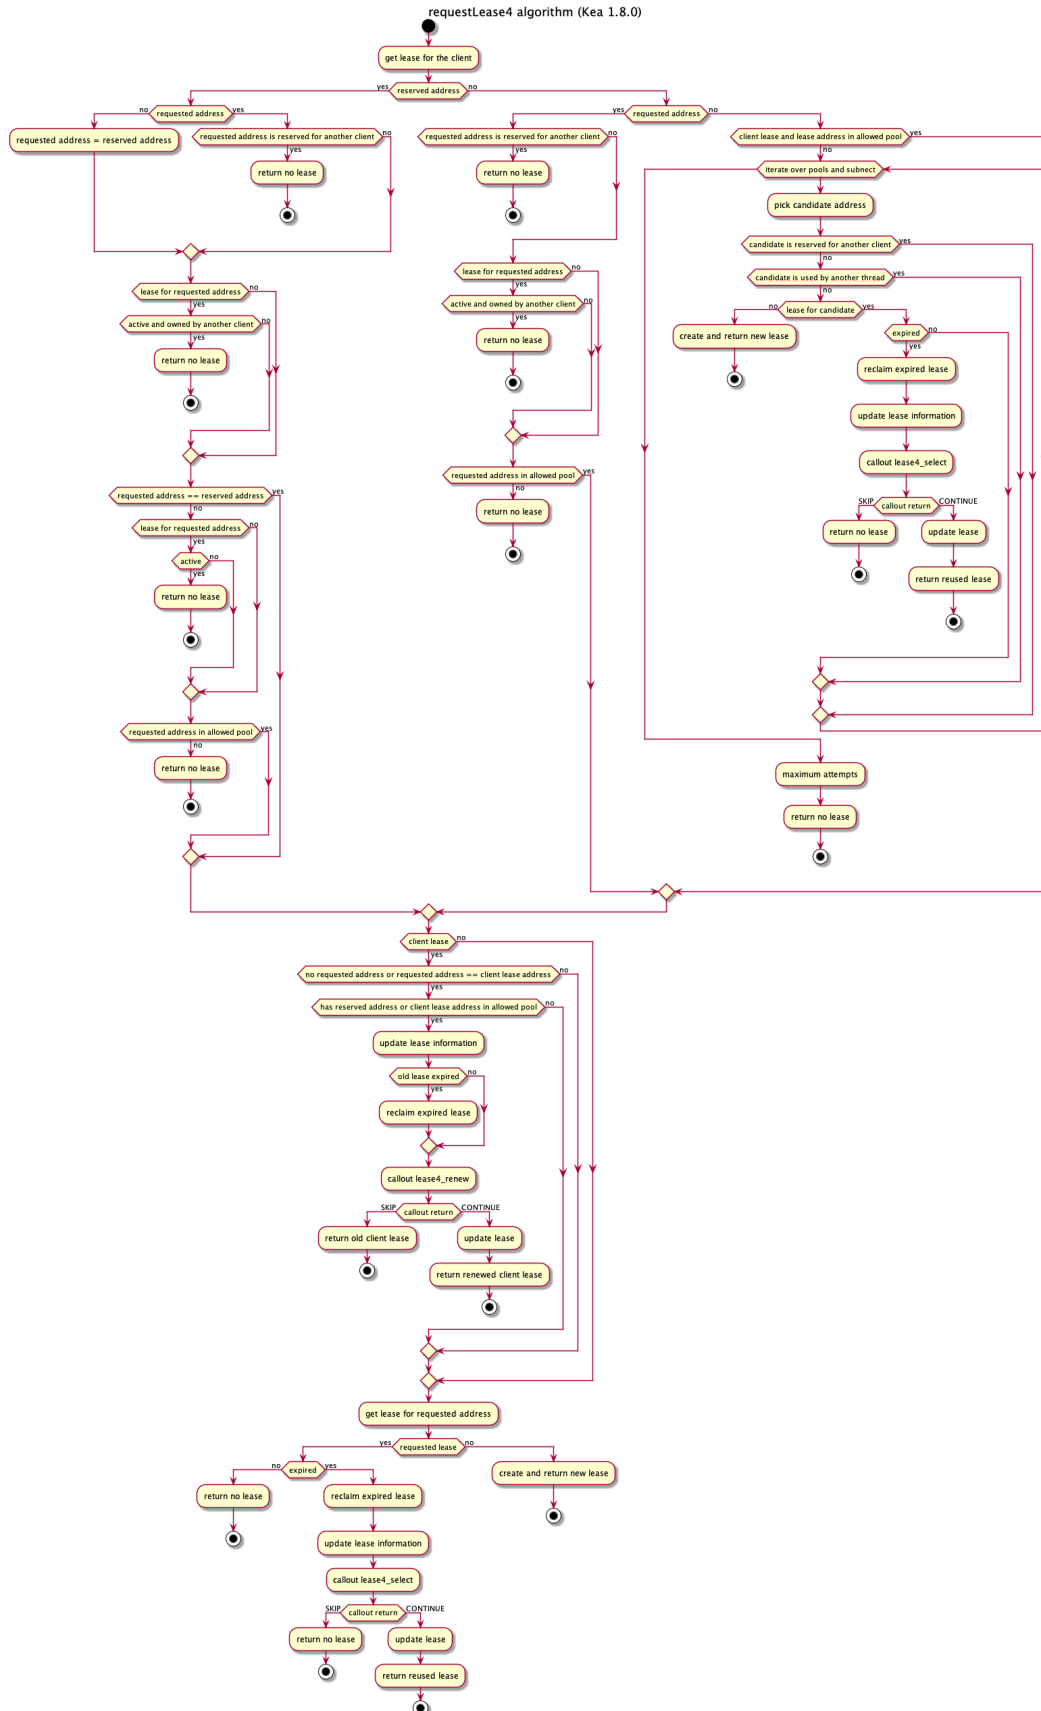 requestLease4 algorithm (Kea 1.8.0)
get lease for the client
yes reserved address no
no requested address yes
yes requested address no
requested address = reserved address
requested address is reserved for another client no
yes
return no lease
requested address is reserved for another client no
yes
return no lease
client lease and lease address in allowed pool yes
no
iterate over pools and subnect
pick candidate address
candidate is reserved for another client yes
no
candidate is used by another thread yes
no
no lease for candidate yes
create and return new lease
expired no
yes
reclaim expired lease
update lease information
callout lease4_select
SKIP callout return CONTINUE
return no lease
update lease
return reused lease
maximum attempts
return no lease
lease for requested address no
yes
active and owned by another client no
yes
return no lease
requested address in allowed pool yes
no
return no lease
lease for requested address no
yes
active and owned by another client no
yes
return no lease
requested address == reserved address yes
no
lease for requested address no
yes
active no
yes
return no lease
requested address in allowed pool yes
no
return no lease
client lease no
yes
no requested address or requested address == client lease address no
yes
has reserved address or client lease address in allowed pool no
yes
update lease information
old lease expired no
yes
reclaim expired lease
callout lease4_renew
SKIP callout return CONTINUE
return old client lease
update lease
return renewed client lease
get lease for requested address
yes requested lease no
no expired yes
create and return new lease
return no lease
reclaim expired lease
update lease information
callout lease4_select
SKIP callout return CONTINUE
return no lease
update lease
return reused lease